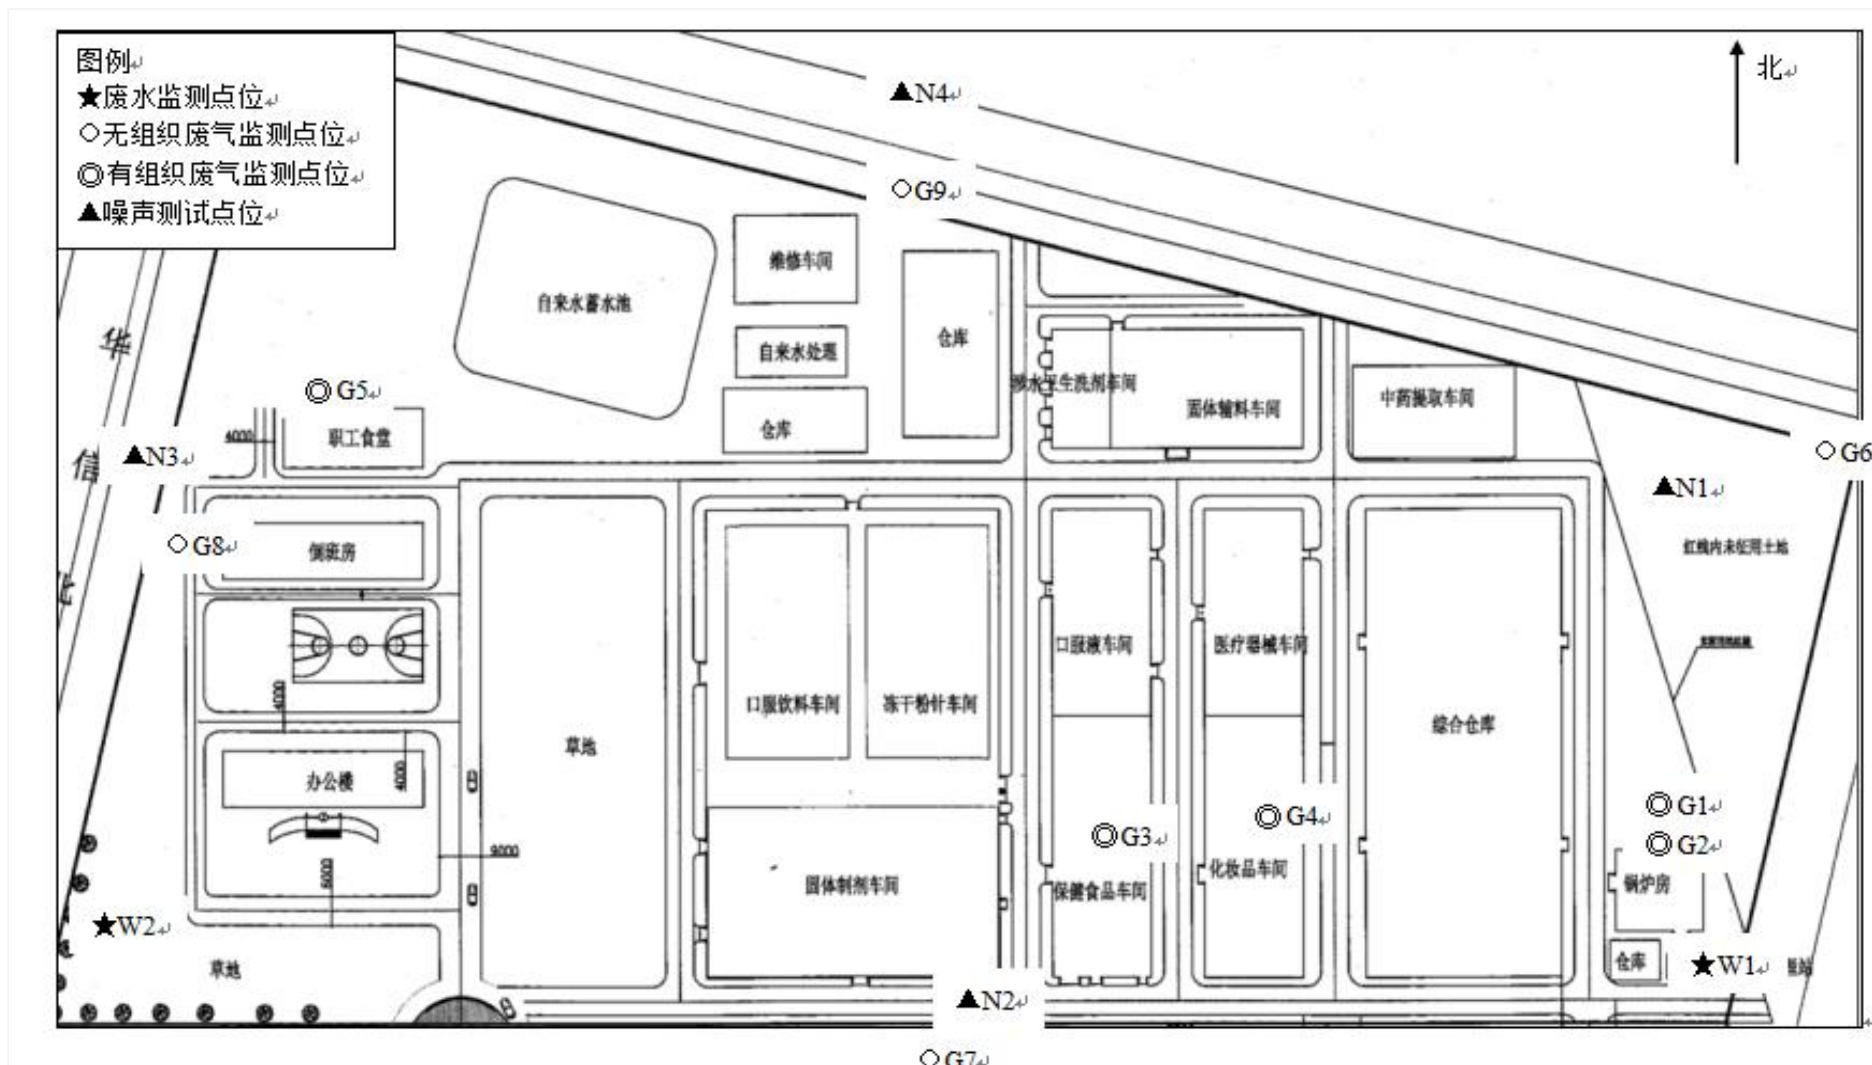 图例
★废水监测点位
○无组织废气监测点位
◎有组织废气监测点位
▲噪声测试点位
北
▲N4
○G9
维修车间
自来水蓄水池
仓库
自来水处理
华
◎G5
固体辅料车间
中药提取车间
4000
职工食堂
仓库
信
▲N3
○G6
▲N1
○G8
倒班房
红线内未征用土地
口服液车间
医疗器械车间
4000
口服饮料车间
冻干粉针车间
草地
综合仓库
办公楼
4000
◎G1
◎G3
◎G4
◎G2
9000
6000
固体制剂车间
保健食品车间
化妆品车间
锅炉房
★W2
草地
仓库
★W1
▲N2
○G7